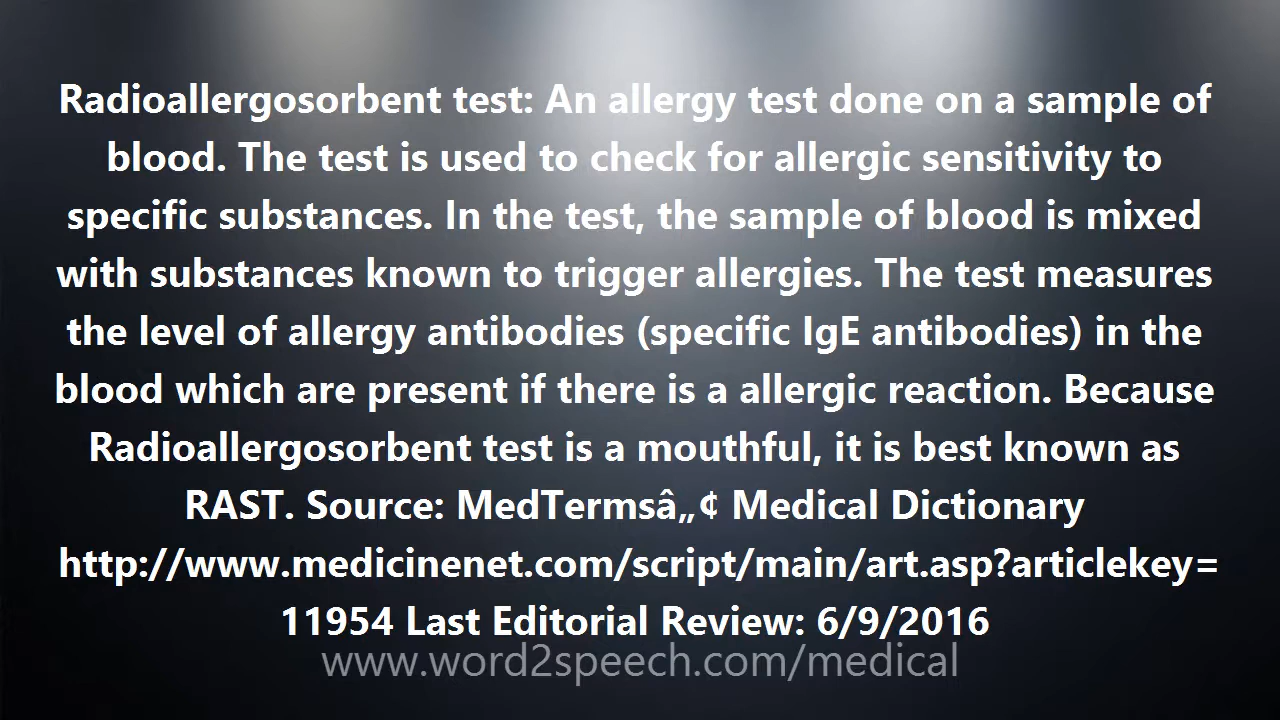 Radioallergosorbent test: An allergy test done on a sample of
blood. The test is used to check for allergic sensitivity to
specific substances. In the test, the sample of blood is mixed
with substances known to trigger allergies. The test measures
the level of allergy antibodies (specific IgE antibodies) in the
blood which are present if there is a allergic reaction. Because
Radioallergosorbent test is a mouthful, it is best known as
RAST. Source: MedTermsâ„¢ Medical Dictionary
http://www.medicinenet.com/script/main/art.asp?articlekey=
11954 Last Editorial Review: 6/9/2016
www.word2speech.com/medical